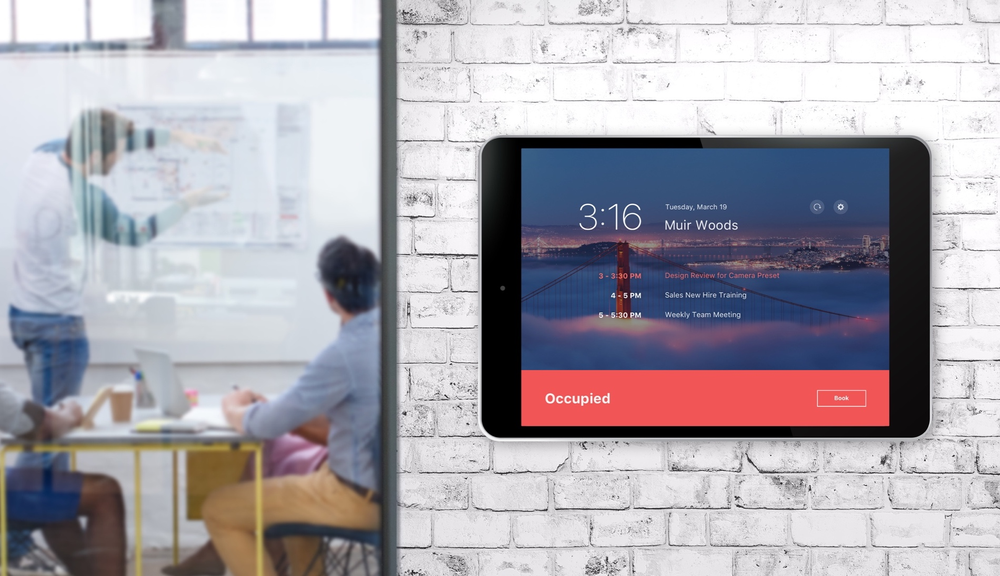 3:16
Tuesday, March 19
Muir Woods
3 - 3:30 PM Design Review for Camera Preset
4 - 5 PM Sales New Hire Training
5 - 5:30 PM Weekly Team Meeting
Occupied
Book